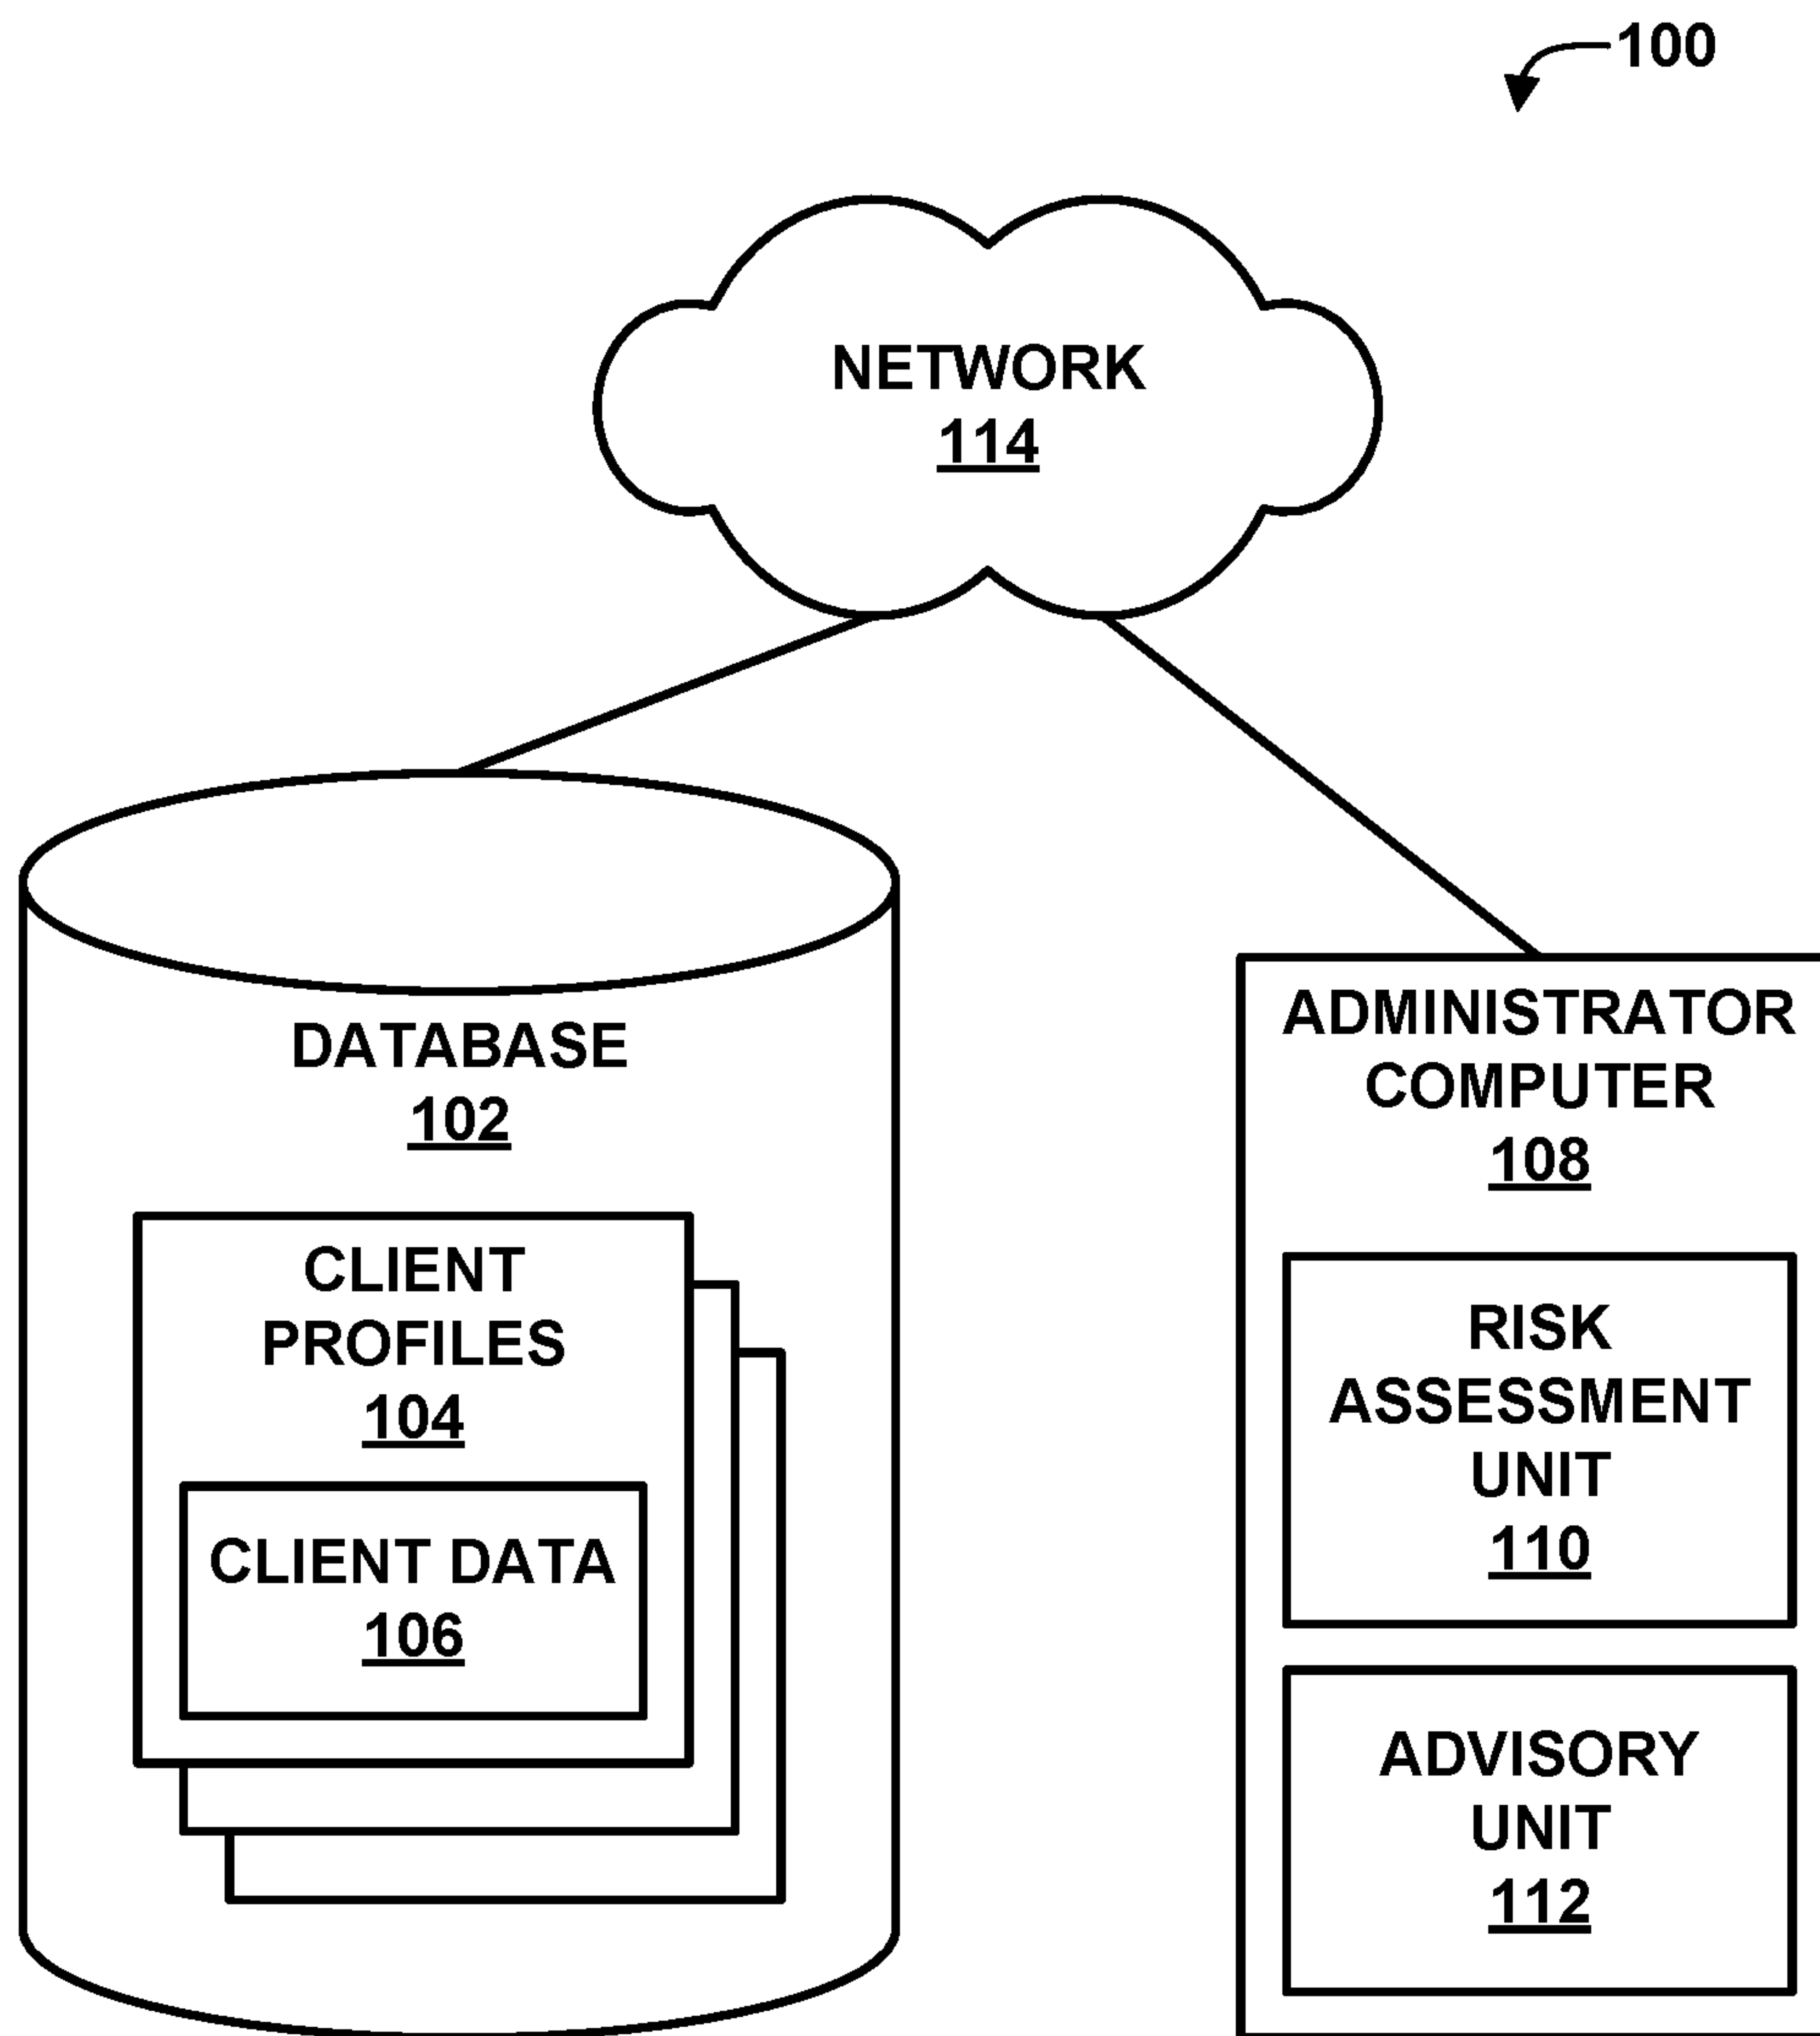 100
NETWORK
114
DATABASE
102
CLIENT
PROFILES
104
CLIENT DATA
106
ADMINISTRATOR
COMPUTER
108
RISK
ASSESSMENT
UNIT
110
ADVISORY
UNIT
112